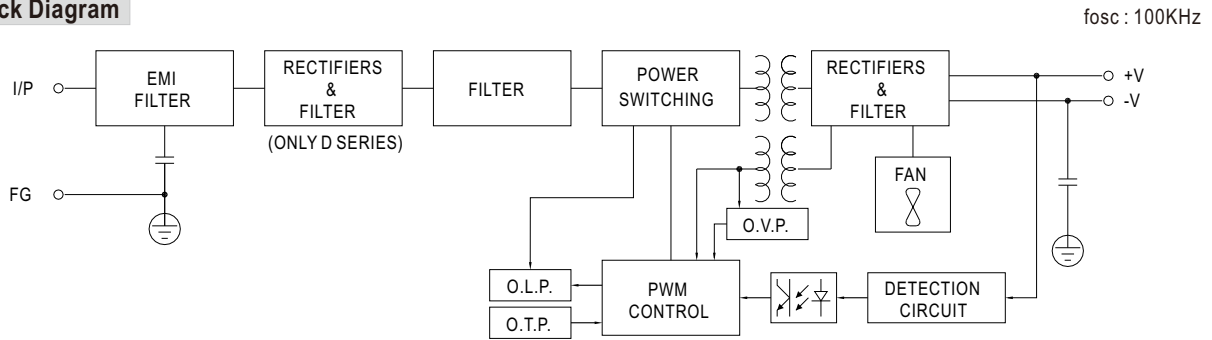 ck Diagram
fosc : 100KHz
I/P
EMI
FILTER
RECTIFIERS
&
FILTER
(ONLY D SERIES)
FILTER
POWER
SWITCHING
RECTIFIERS
&
FILTER
+V
-V
FG
FAN
O.V.P.
O.L.P.
O.T.P.
PWM
CONTROL
DETECTION
CIRCUIT